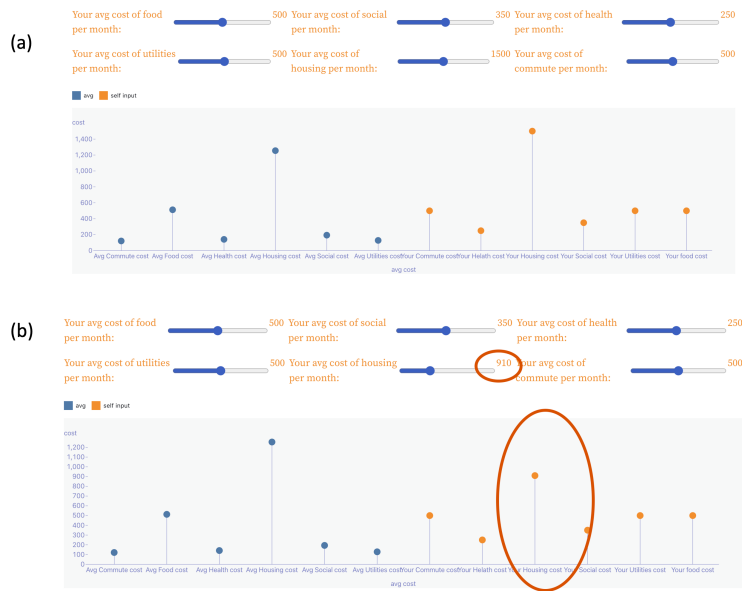 (a)
Your avg cost of food per month: 500
Your avg cost of social per month: 350
Your avg cost of health per month: 250
Your avg cost of utilities per month: 500
Your avg cost of housing per month: 1500
Your avg cost of commute per month: 500
avg self input
cost
1,400
1,200
1,000
800
600
400
200
0
Avg Commute cost Avg Food cost Avg Health cost Avg Housing cost Avg Social cost Avg Utilities cost Your Commute cost Your Helath cost Your Housing cost Your Social cost Your Utilities cost Your food cost
avg cost
(b)
Your avg cost of food per month: 500
Your avg cost of social per month: 350
Your avg cost of health per month: 250
Your avg cost of utilities per month: 500
Your avg cost of housing per month: 910
Your avg cost of commute per month: 500
avg self input
cost
1,200
1,100
1,000
900
800
700
600
500
400
300
200
100
0
Avg Commute cost Avg Food cost Avg Health cost Avg Housing cost Avg Social cost Avg Utilities cost Your Commute cost Your Helath cost Your Housing cost Your Social cost Your Utilities cost Your food cost
avg cost